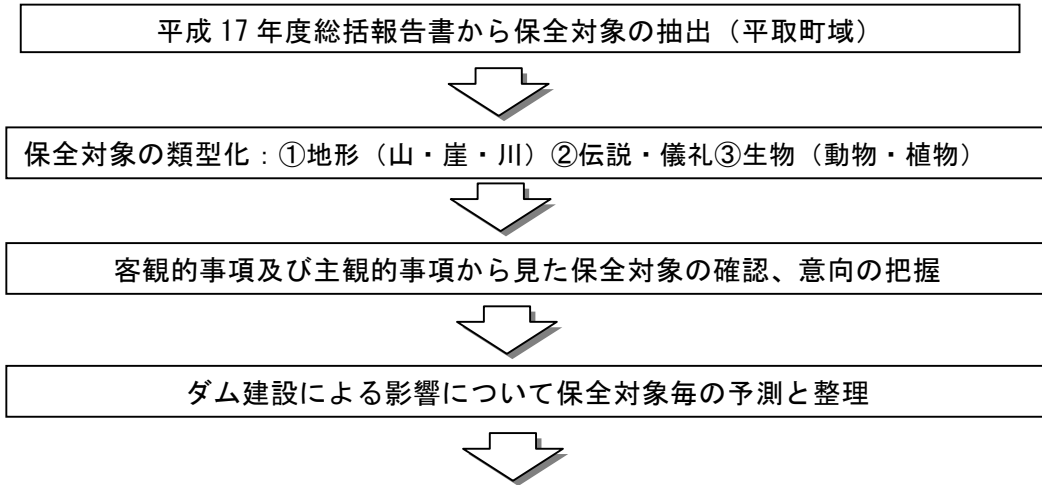 平成 17 年度総括報告書から保全対象の抽出（平取町域）
保全対象の類型化：①地形（山・崖・川）②伝説・儀礼③生物（動物・植物）
客観的事項及び主観的事項から見た保全対象の確認、意向の把握
ダム建設による影響について保全対象毎の予測と整理